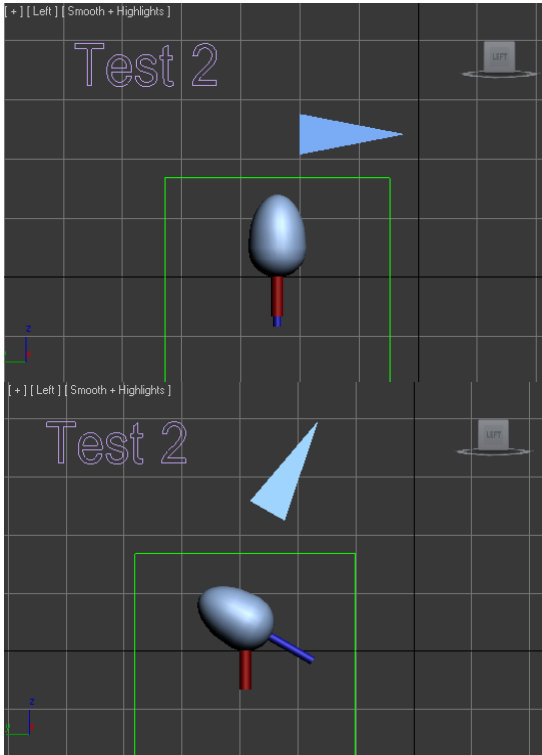 [ + ] [ Left ] [ Smooth + Highlights ]
Test 2
LEFT
z
[ + ] [ Left ] [ Smooth + Highlights ]
Test 2
LEFT
z